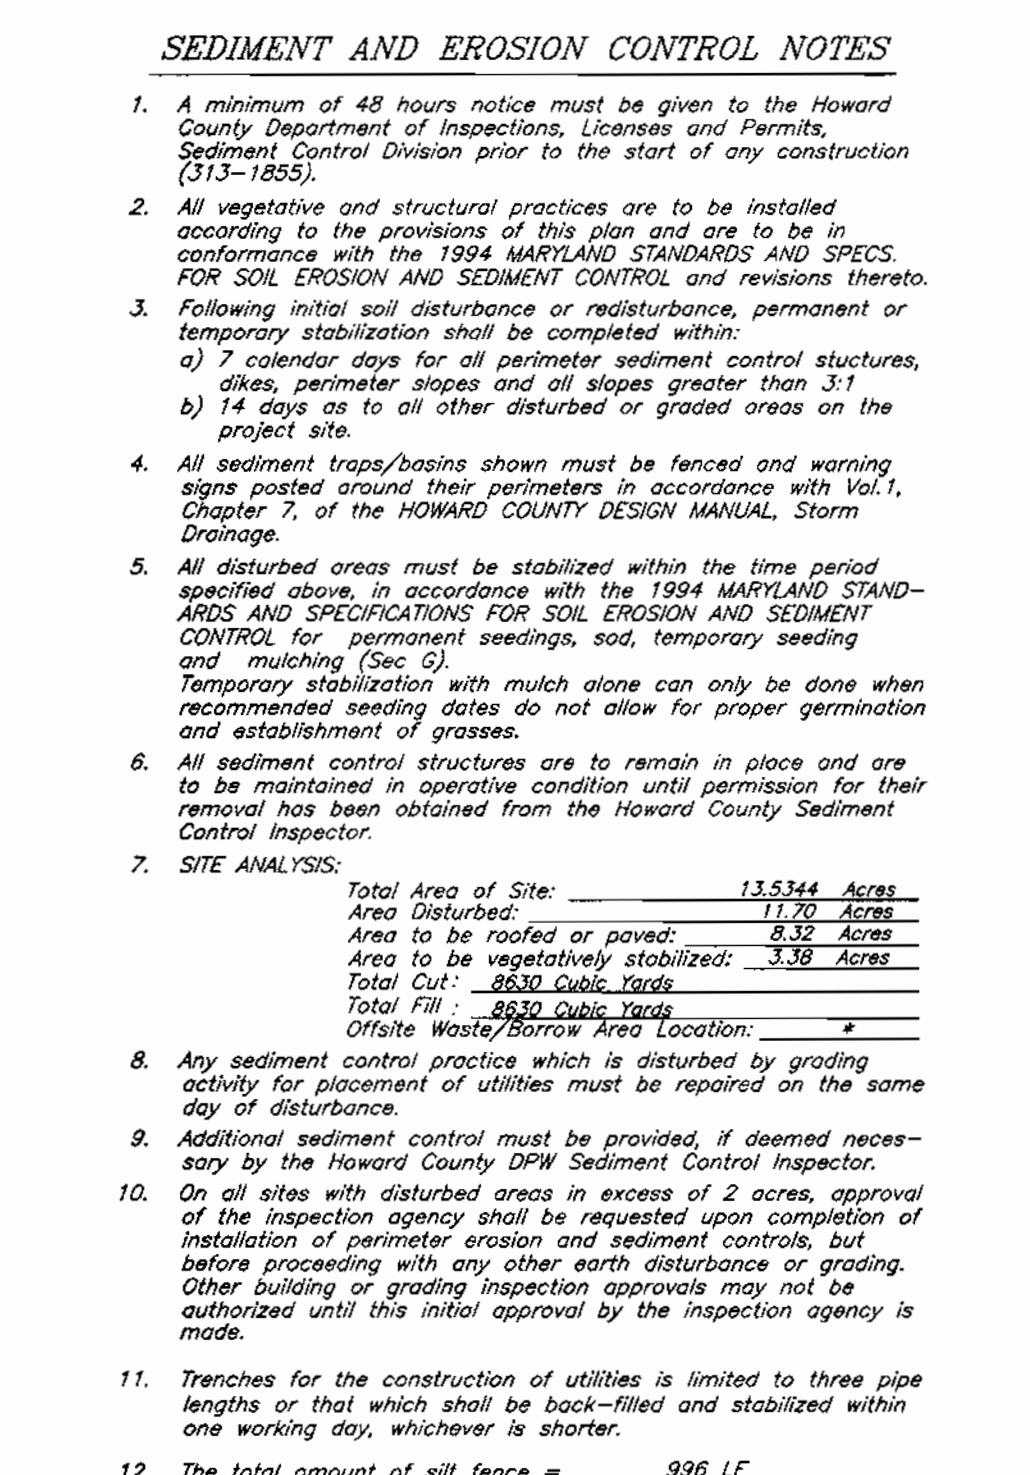 SEDIMENT AND EROSION CONTROL NOTES
1. A minimum of 48 hours notice must be given to the Howard
County Department of Inspections, Licenses and Permits,
Sediment Control Division prior to the start of any construction
(313-1855).
2. All vegetative and structural practices are to be installed
according to the provisions of this plan and are to be in
conformance with the 1994 MARYLAND STANDARDS AND SPECS.
FOR SOIL EROSION AND SEDIMENT CONTROL and revisions thereto.
3. Following initial soil disturbance or redisturbance, permanent or
temporary stabilization shall be completed within:
a) 7 calendar days for all perimeter sediment control stuctures,
dikes, perimeter slopes and all slopes greater than 3:1
b) 14 days as to all other disturbed or graded areas on the
project site.
4. All sediment traps/basins shown must be fenced and warning
signs posted around their perimeters in accordance with Vol. 1,
Chapter 7, of the HOWARD COUNTY DESIGN MANUAL, Storm
Drainage.
5. All disturbed areas must be stabilized within the time period
specified above, in accordance with the 1994 MARYLAND STAND-
ARDS AND SPECIFICATIONS FOR SOIL EROSION AND SEDIMENT
CONTROL for permanent seedings, sod, temporary seeding
and mulching (Sec G).
Temporary stabilization with mulch alone can only be done when
recommended seeding dates do not allow for proper germination
and establishment of grasses.
6. All sediment control structures are to remain in place and are
to be maintained in operative condition until permission for their
removal has been obtained from the Howard County Sediment
Control Inspector.
7. SITE ANALYSIS:
Total Area of Site: 13.5344 Acres
Area Disturbed: 11.70 Acres
Area to be roofed or paved: 8.32 Acres
Area to be vegetatively stabilized: 3.38 Acres
Total Cut: 8630 Cubic Yards
Total Fill : 8630 Cubic Yards
Offsite Waste/Borrow Area Location: *
8. Any sediment control practice which is disturbed by grading
activity for placement of utilities must be repaired on the same
day of disturbance.
9. Additional sediment control must be provided, if deemed neces-
sary by the Howard County DPW Sediment Control Inspector.
10. On all sites with disturbed areas in excess of 2 acres, approval
of the inspection agency shall be requested upon completion of
installation of perimeter erosion and sediment controls, but
before proceeding with any other earth disturbance or grading.
Other building or grading inspection approvals may not be
authorized until this initial approval by the inspection agency is
made.
11. Trenches for the construction of utilities is limited to three pipe
lengths or that which shall be back-filled and stabilized within
one working day, whichever is shorter.
12. The total amount of silt fence = 996 LF